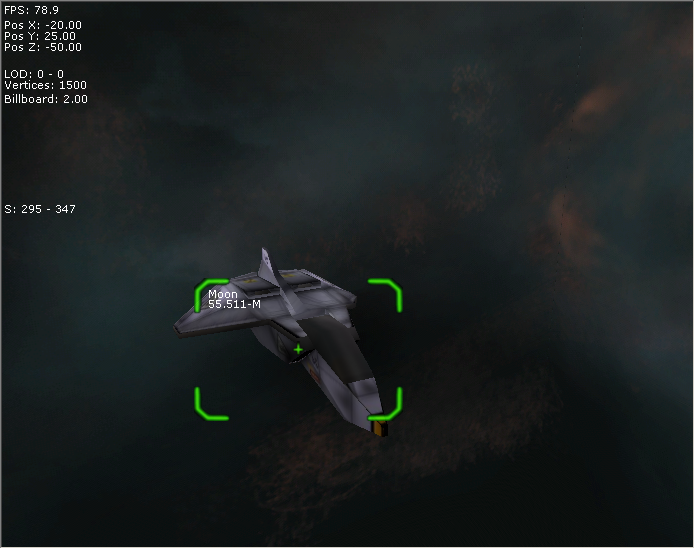 FPS: 78.9
Pos X: -20.00
Pos Y: 25.00
Pos Z: -50.00
LOD: 0 - 0
Vertices: 1500
Billboard: 2.00
S: 295 - 347
Moon
55.511-M